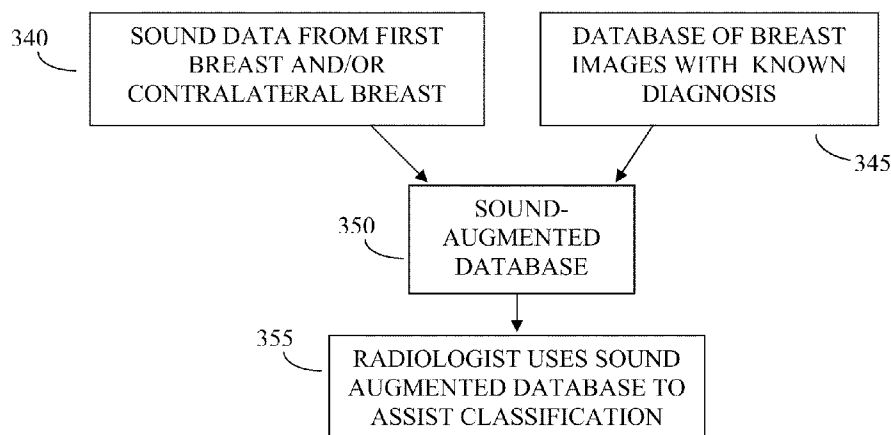 340
SOUND DATA FROM FIRST
BREAST AND/OR
CONTRALATERAL BREAST
DATABASE OF BREAST
IMAGES WITH KNOWN
DIAGNOSIS
345
350
SOUND-
AUGMENTED
DATABASE
355
RADIOLOGIST USES SOUND
AUGMENTED DATABASE TO
ASSIST CLASSIFICATION